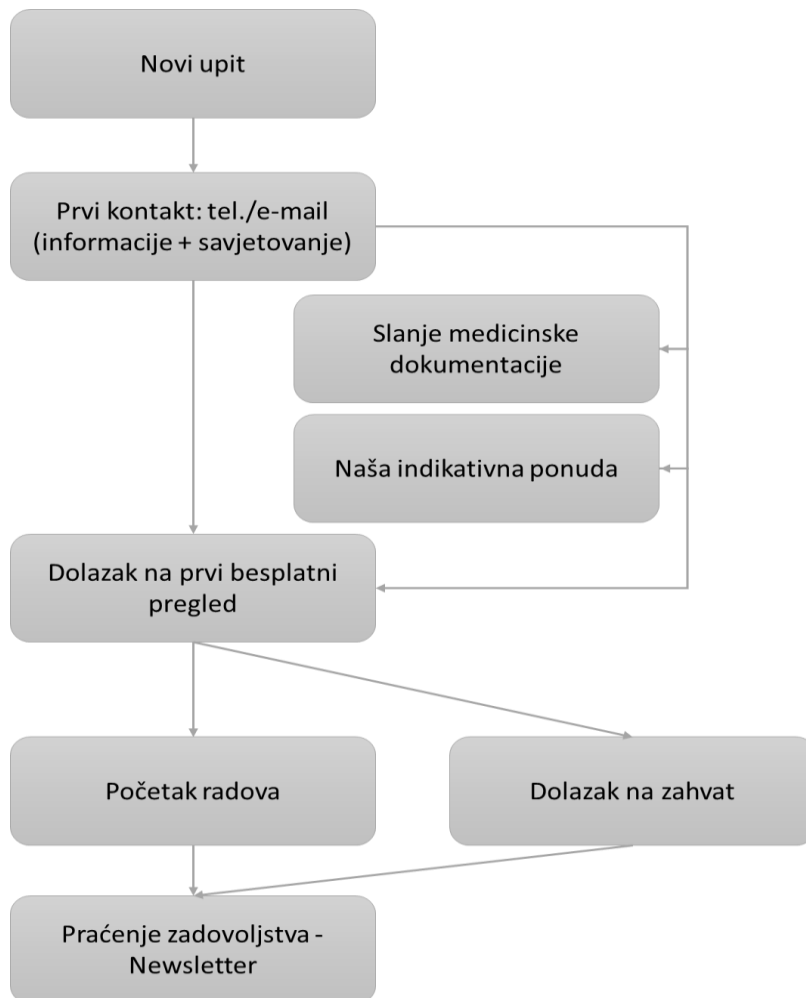 Novi upit
Prvi kontakt: tel./e-mail
(informacije + savjetovanje)
Slanje medicinske
dokumentacije
Naša indikativna ponuda
Dolazak na prvi besplatni
pregled
Početak radova
Dolazak na zahvat
Praćenje zadovoljstva -
Newsletter